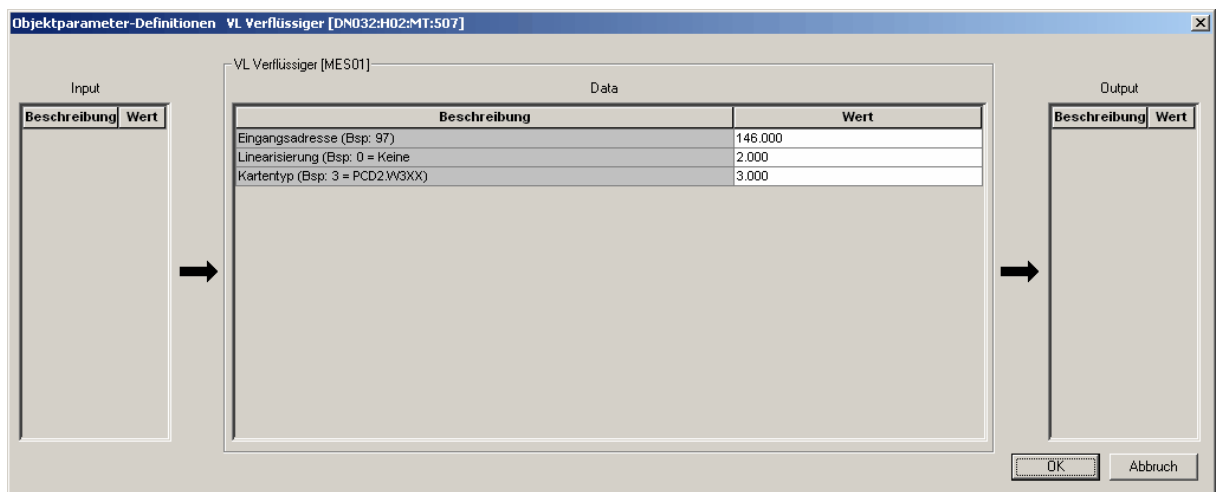 Objektparameter-Definitionen VL Verflüssiger [DN032:H02:MT:507]
VL Verflüssiger [MES01]
Input
Data
Output
Beschreibung Wert
Beschreibung Wert
Beschreibung Wert
Eingangsadresse (Bsp: 97) 146.000
Linearisierung (Bsp: 0 = Keine 2.000
Kartentyp (Bsp: 3 = PCD2.W3XX) 3.000
OK Abbruch